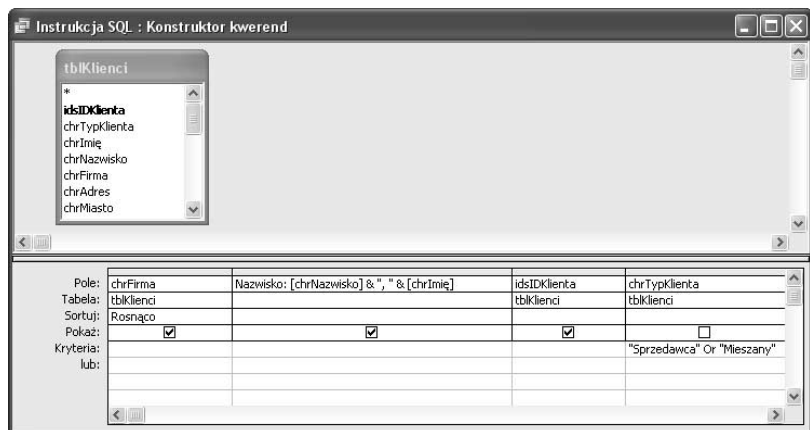 Instrukcja SQL : Konstruktor kwerend
tblKlienci
*
idsIDKlienta
chrTypKlienta
chrImię
chrNazwisko
chrFirma
chrAdres
chrMiasto
Pole: chrFirma Nazwisko: [chrNazwisko] & ", " & [chrImię] idsIDKlienta chrTypKlienta
Tabela: tblKlienci tblKlienci tblKlienci
Sortuj: Rosnąco
Pokaż:
Kryteria: "Sprzedawca" Or "Mieszany"
lub: